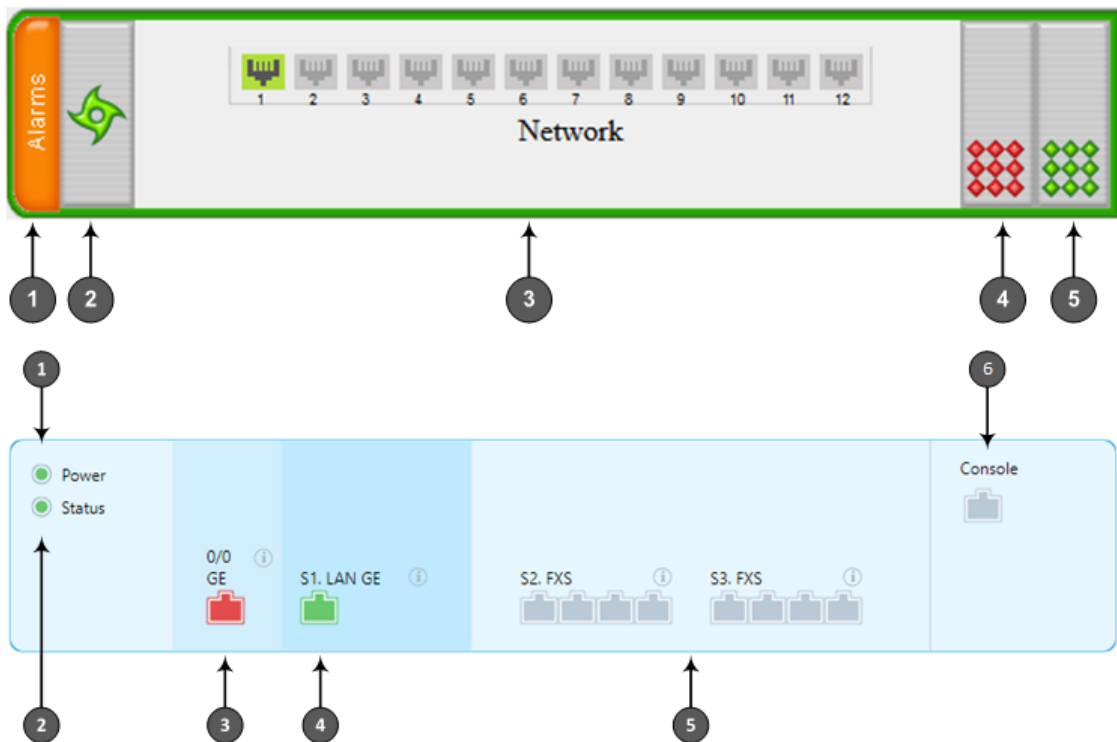 Alarms
1 2 3 4 5 6 7 8 9 10 11 12
Network
1 2 3 4 5
1 6
Power
Status
Console
0/0
GE
S1. LAN GE
S2. FXS
S3. FXS
2 3 4 5